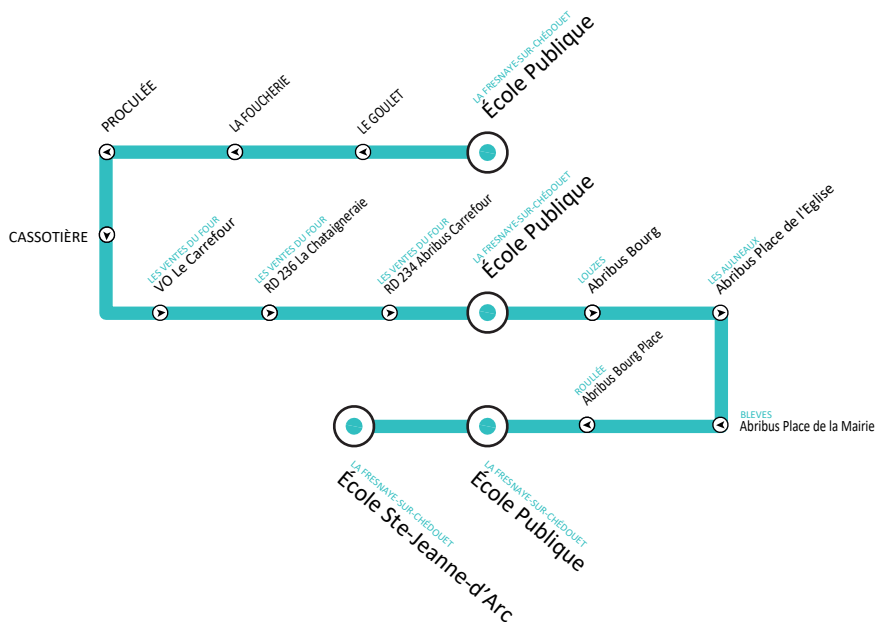 LA FRESNAYE-SUR-CHÉDOUET
École Publique
LE GOULET
LA FOUCHERIE
PROCULÉE
CASSOTIÈRE
LES VENTES DU FOUR
VO Le Carrefour
LES VENTES DU FOUR
RD 236 La Chataigneraie
LES VENTES DU FOUR
RD 234 Abribus Carrefour
LA FRESNAYE-SUR-CHÉDOUET
École Publique
LOUZES
Abribus Bourg
LES AULNEAUX
Abribus Place de l'Eglise
BLEVES
Abribus Place de la Mairie
ROULLÉE
Abribus Bourg Place
LA FRESNAYE-SUR-CHÉDOUET
École Publique
LA FRESNAYE-SUR-CHÉDOUET
École Ste-Jeanne-d'Arc